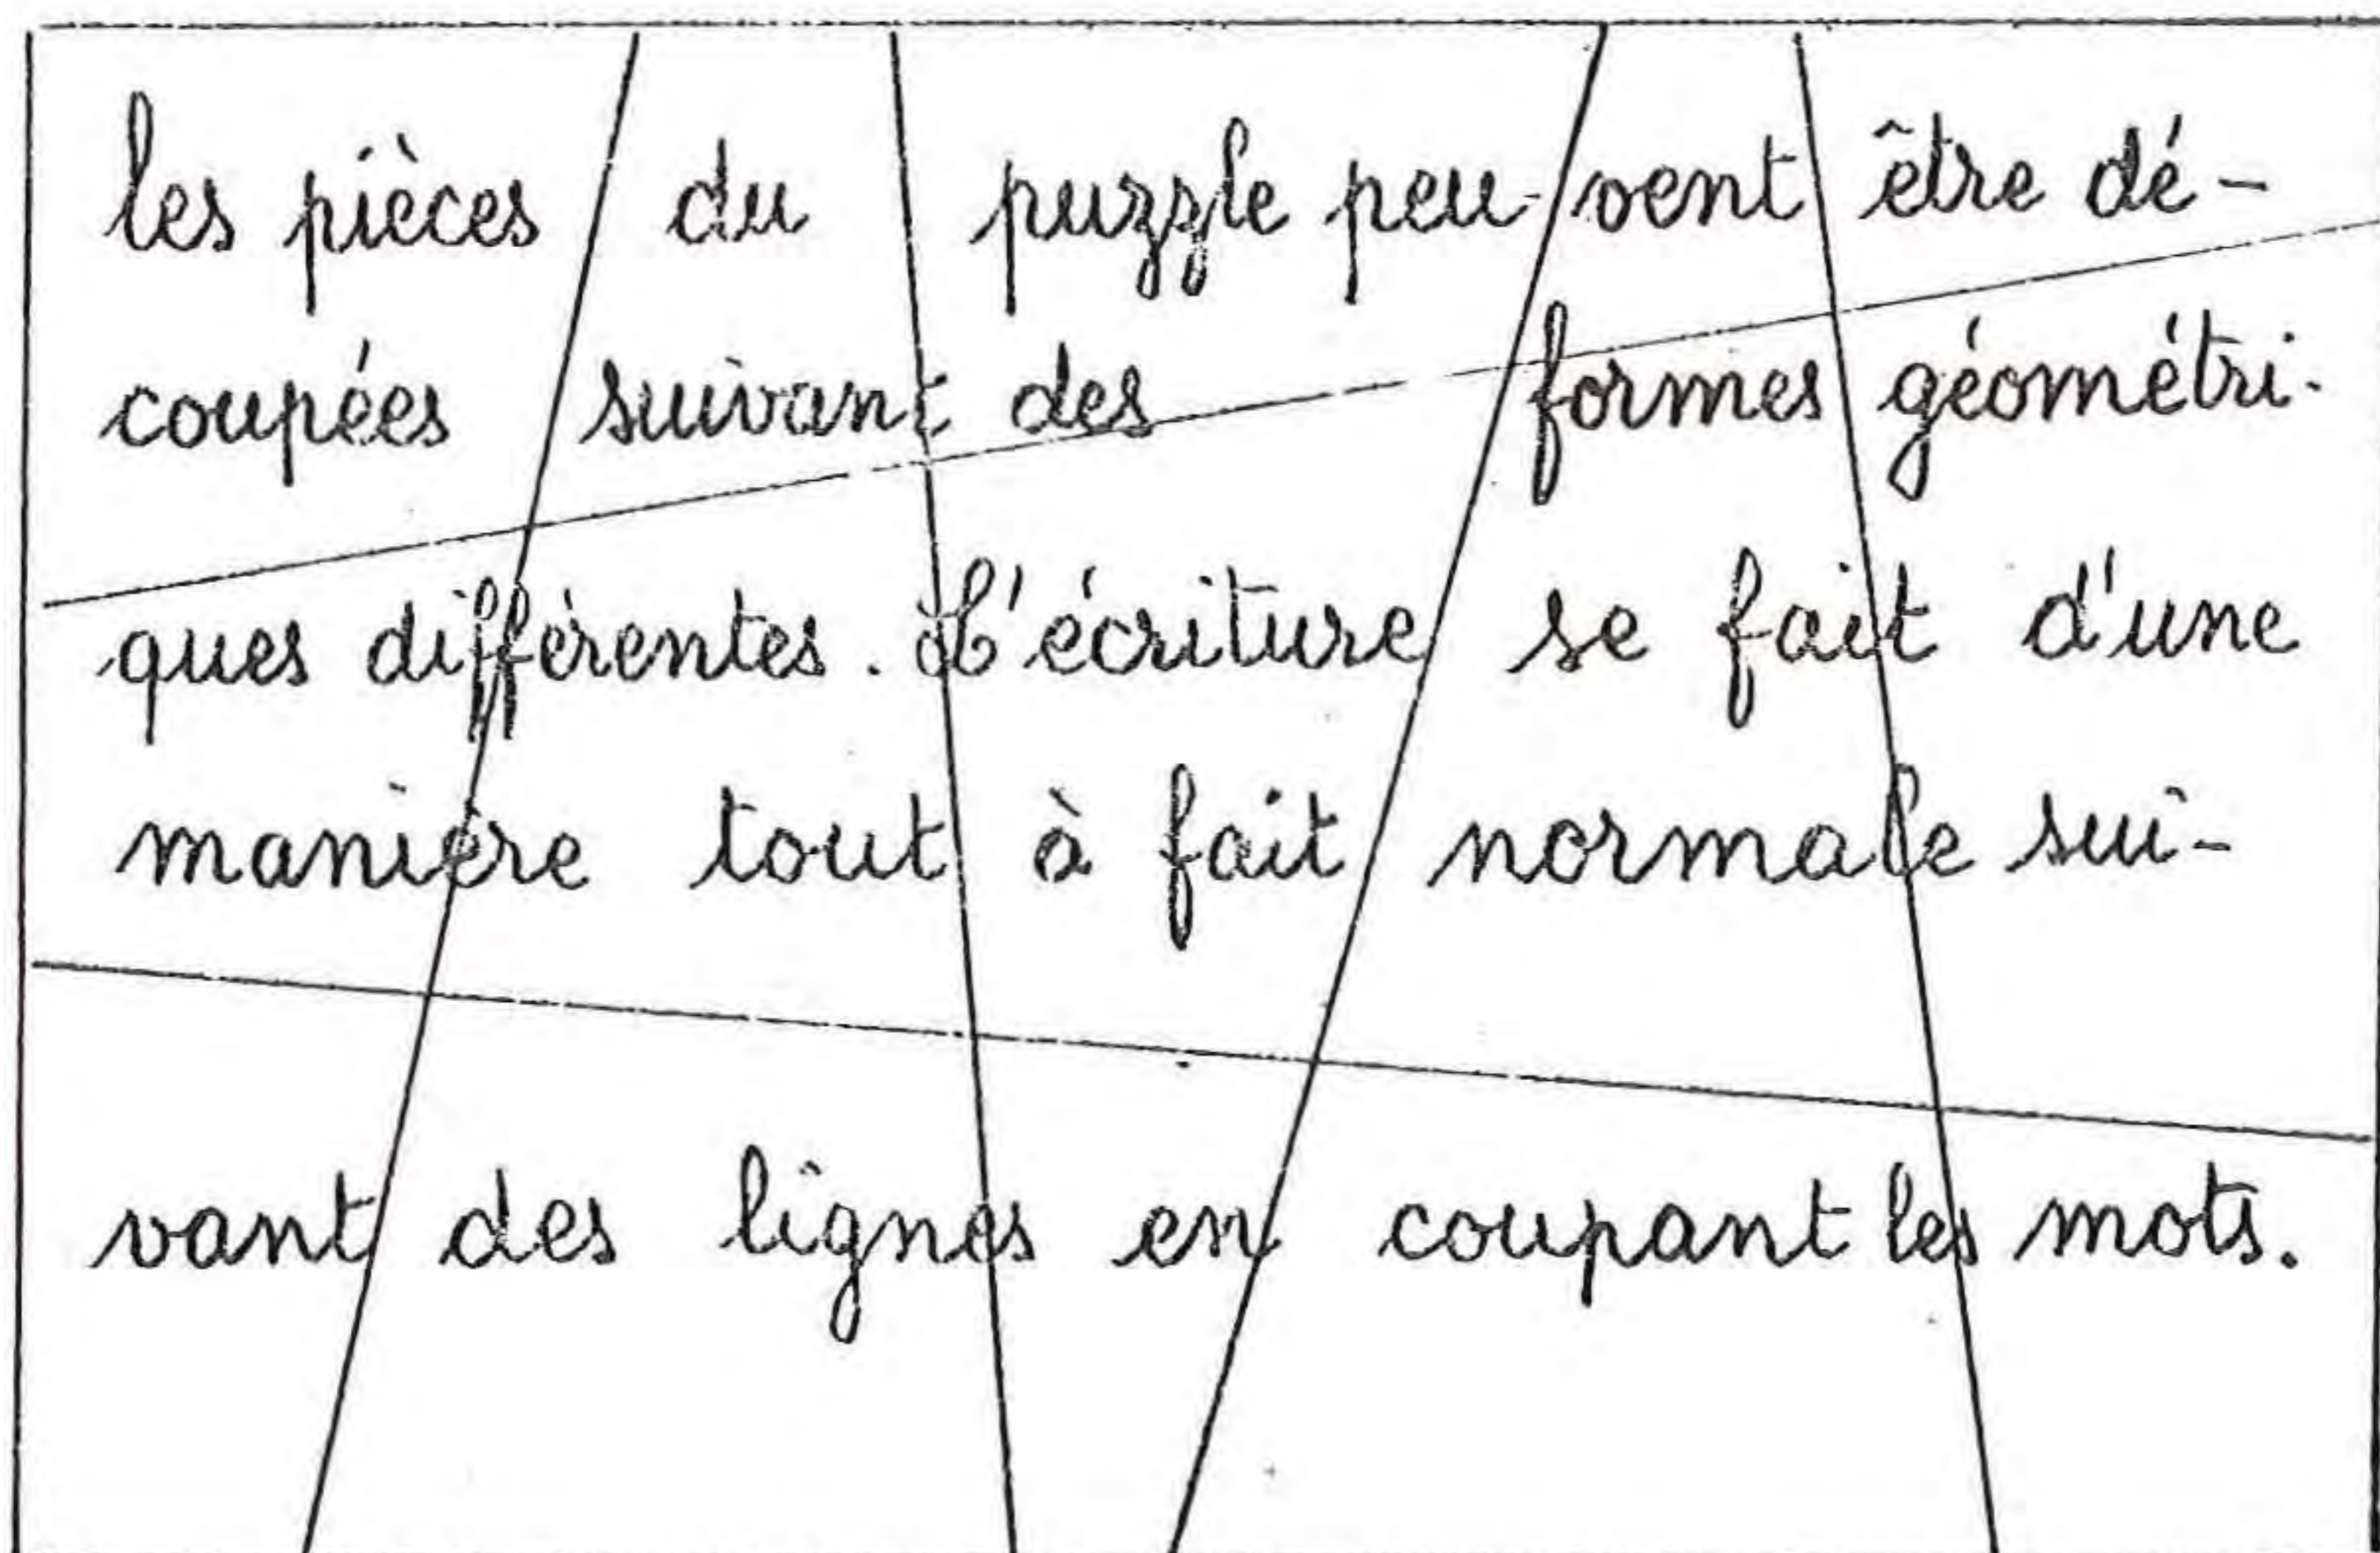 les pièces du puzzle peu-vent être dé-
coupées suivant des formes géométri-
ques différentes. L'écriture se fait d'une
manière tout à fait normale sui-
vant des lignes en coupant les mots.